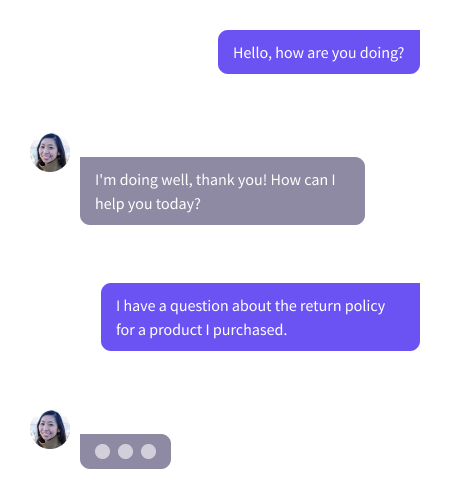 Hello, how are you doing?
I'm doing well, thank you! How can I
help you today?
I have a question about the return policy
for a product I purchased.